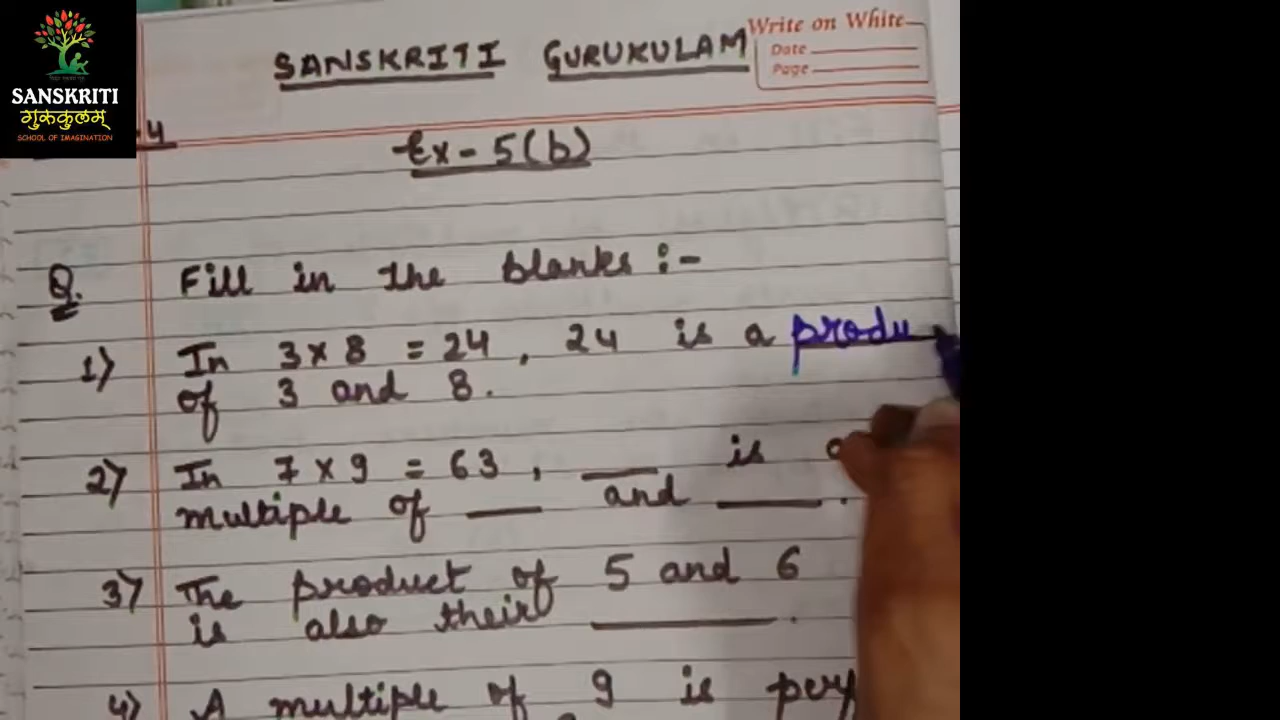 SANSKRITI
गुरुकुलम्
SCHOOL OF IMAGINATION
SANSKRITI GURUKULAM
Write on White
Date
Page
4
Ex - 5(b)
Q. Fill in the blanks :-
1) In 3 x 8 = 24, 24 is a produ
of 3 and 8.
2) In 7 x 9 = 63, ___ is a
multiple of ___ and ___.
3) The product of 5 and 6
is also their ___.
4) A multiple of 9 is